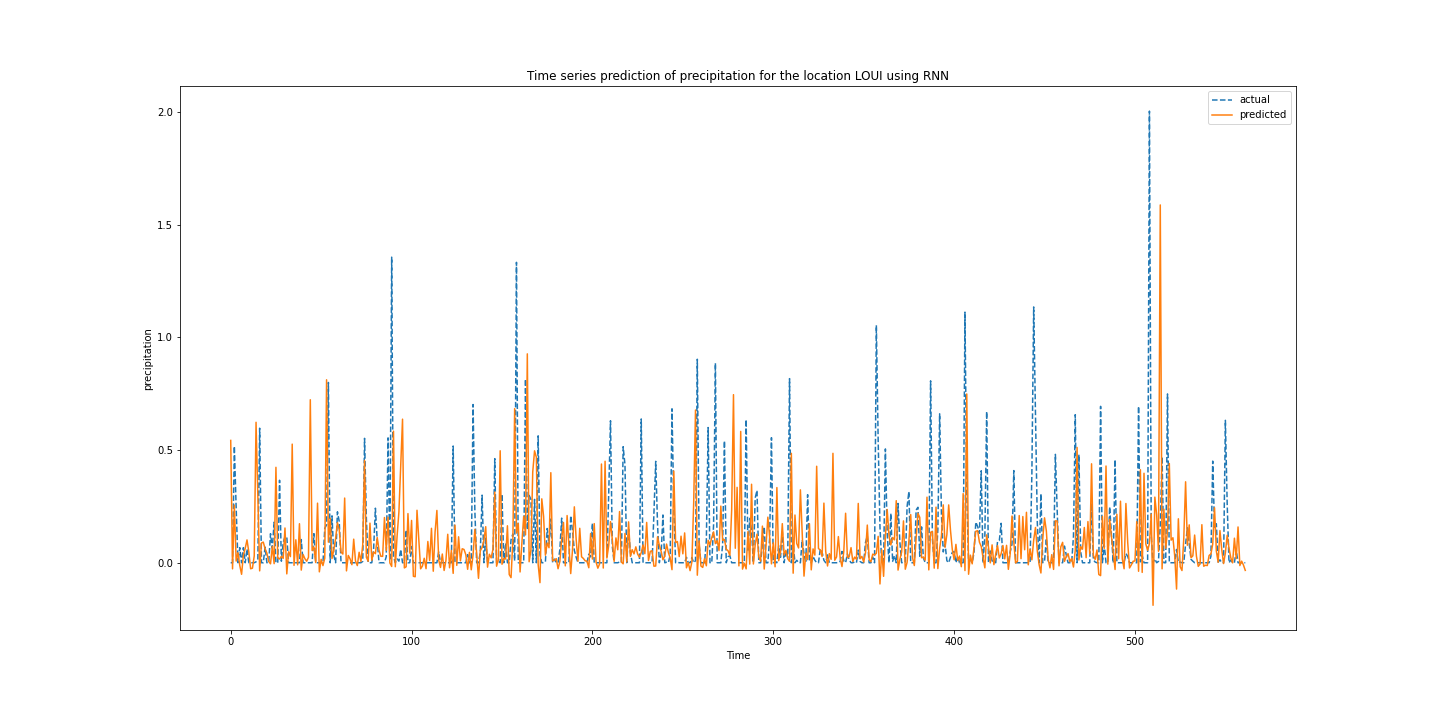 Time series prediction of precipitation for the location LOUI using RNN
actual
predicted
2.0
1.5
1.0
0.5
0.0
precipitation
0 100 200 300 400 500
Time